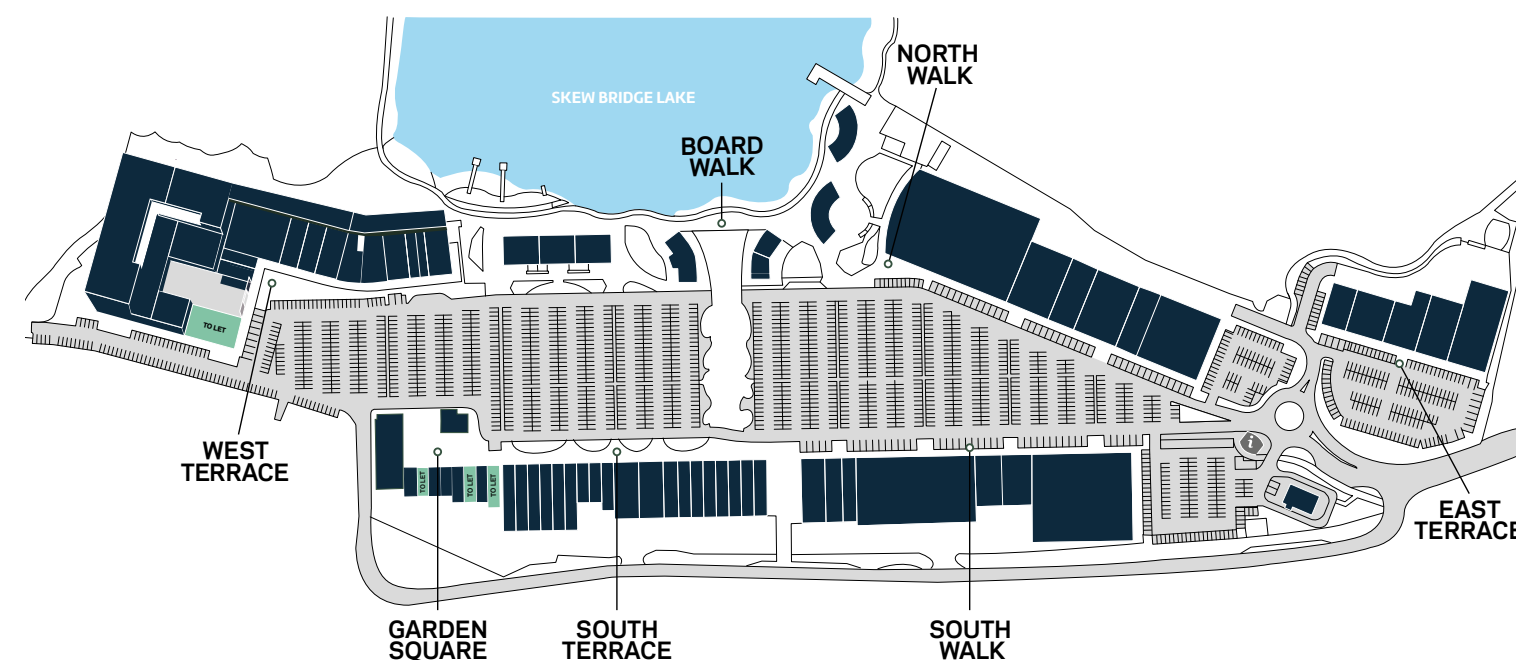 NORTH
WALK
SKEW BRIDGE LAKE
BOARD
WALK
TO LET
WEST
TERRACE
TO LET
TO LET
TO LET
i
EAST
TERRACE
GARDEN
SQUARE
SOUTH
TERRACE
SOUTH
WALK